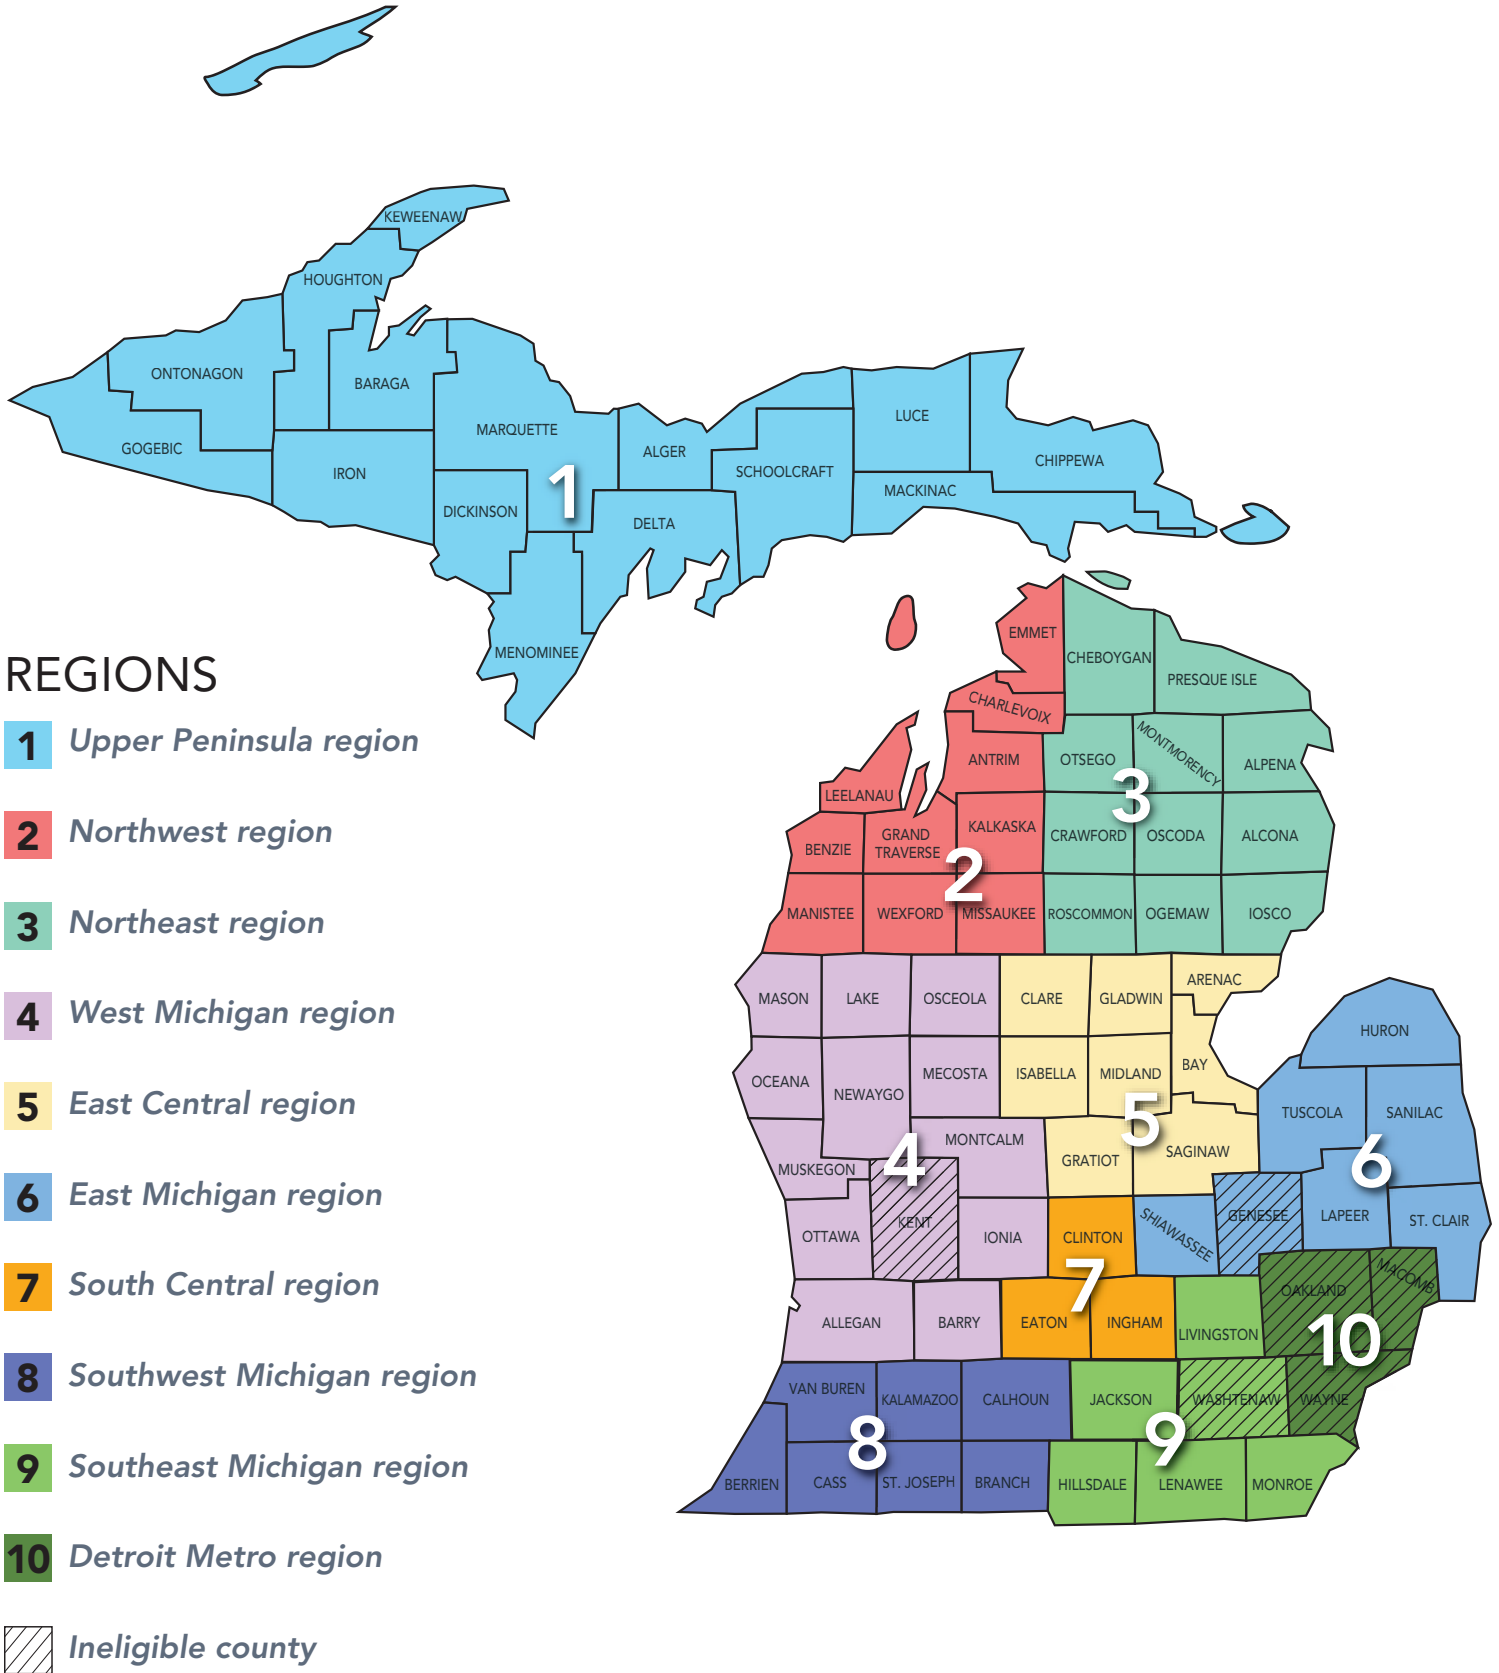 KEWEENAW
HOUGHTON
ONTONAGON
BARAGA
GOGEBIC
IRON
MARQUETTE
DICKINSON
1
ALGER
SCHOOLCRAFT
LUCE
CHIPPEWA
MACKINAC
DELTA
MENOMINEE
EMMET
CHEBOYGAN
PRESQUE ISLE
CHARLEVOIX
ANTRIM
OTSEGO
MONTMORENCY
ALPENA
3
LEELANAU
BENZIE
GRAND
TRAVERSE
KALKASKA
CRAWFORD
OSCODA
ALCONA
2
MANISTEE
WEXFORD
MISSAUKEE
ROSCOMMON
OGEMAW
IOSCO
MASON
LAKE
OSCEOLA
CLARE
GLADWIN
ARENAC
HURON
OCEANA
NEWAYGO
MECOSTA
ISABELLA
MIDLAND
BAY
5
TUSCOLA
SANILAC
MUSKEGON
4
MONTCALM
GRATIOT
SAGINAW
6
OTTAWA
KENT
IONIA
CLINTON
SHIAWASSEE
GENESEE
LAPEER
ST. CLAIR
7
ALLEGAN
BARRY
EATON
INGHAM
LIVINGSTON
OAKLAND
MACOMB
10
VAN BUREN
KALAMAZOO
CALHOUN
JACKSON
WASHTENAW
WAYNE
8
9
BERRIEN
CASS
ST. JOSEPH
BRANCH
HILLSDALE
LENAWEE
MONROE
REGIONS
1 Upper Peninsula region
2 Northwest region
3 Northeast region
4 West Michigan region
5 East Central region
6 East Michigan region
7 South Central region
8 Southwest Michigan region
9 Southeast Michigan region
10 Detroit Metro region
Ineligible county